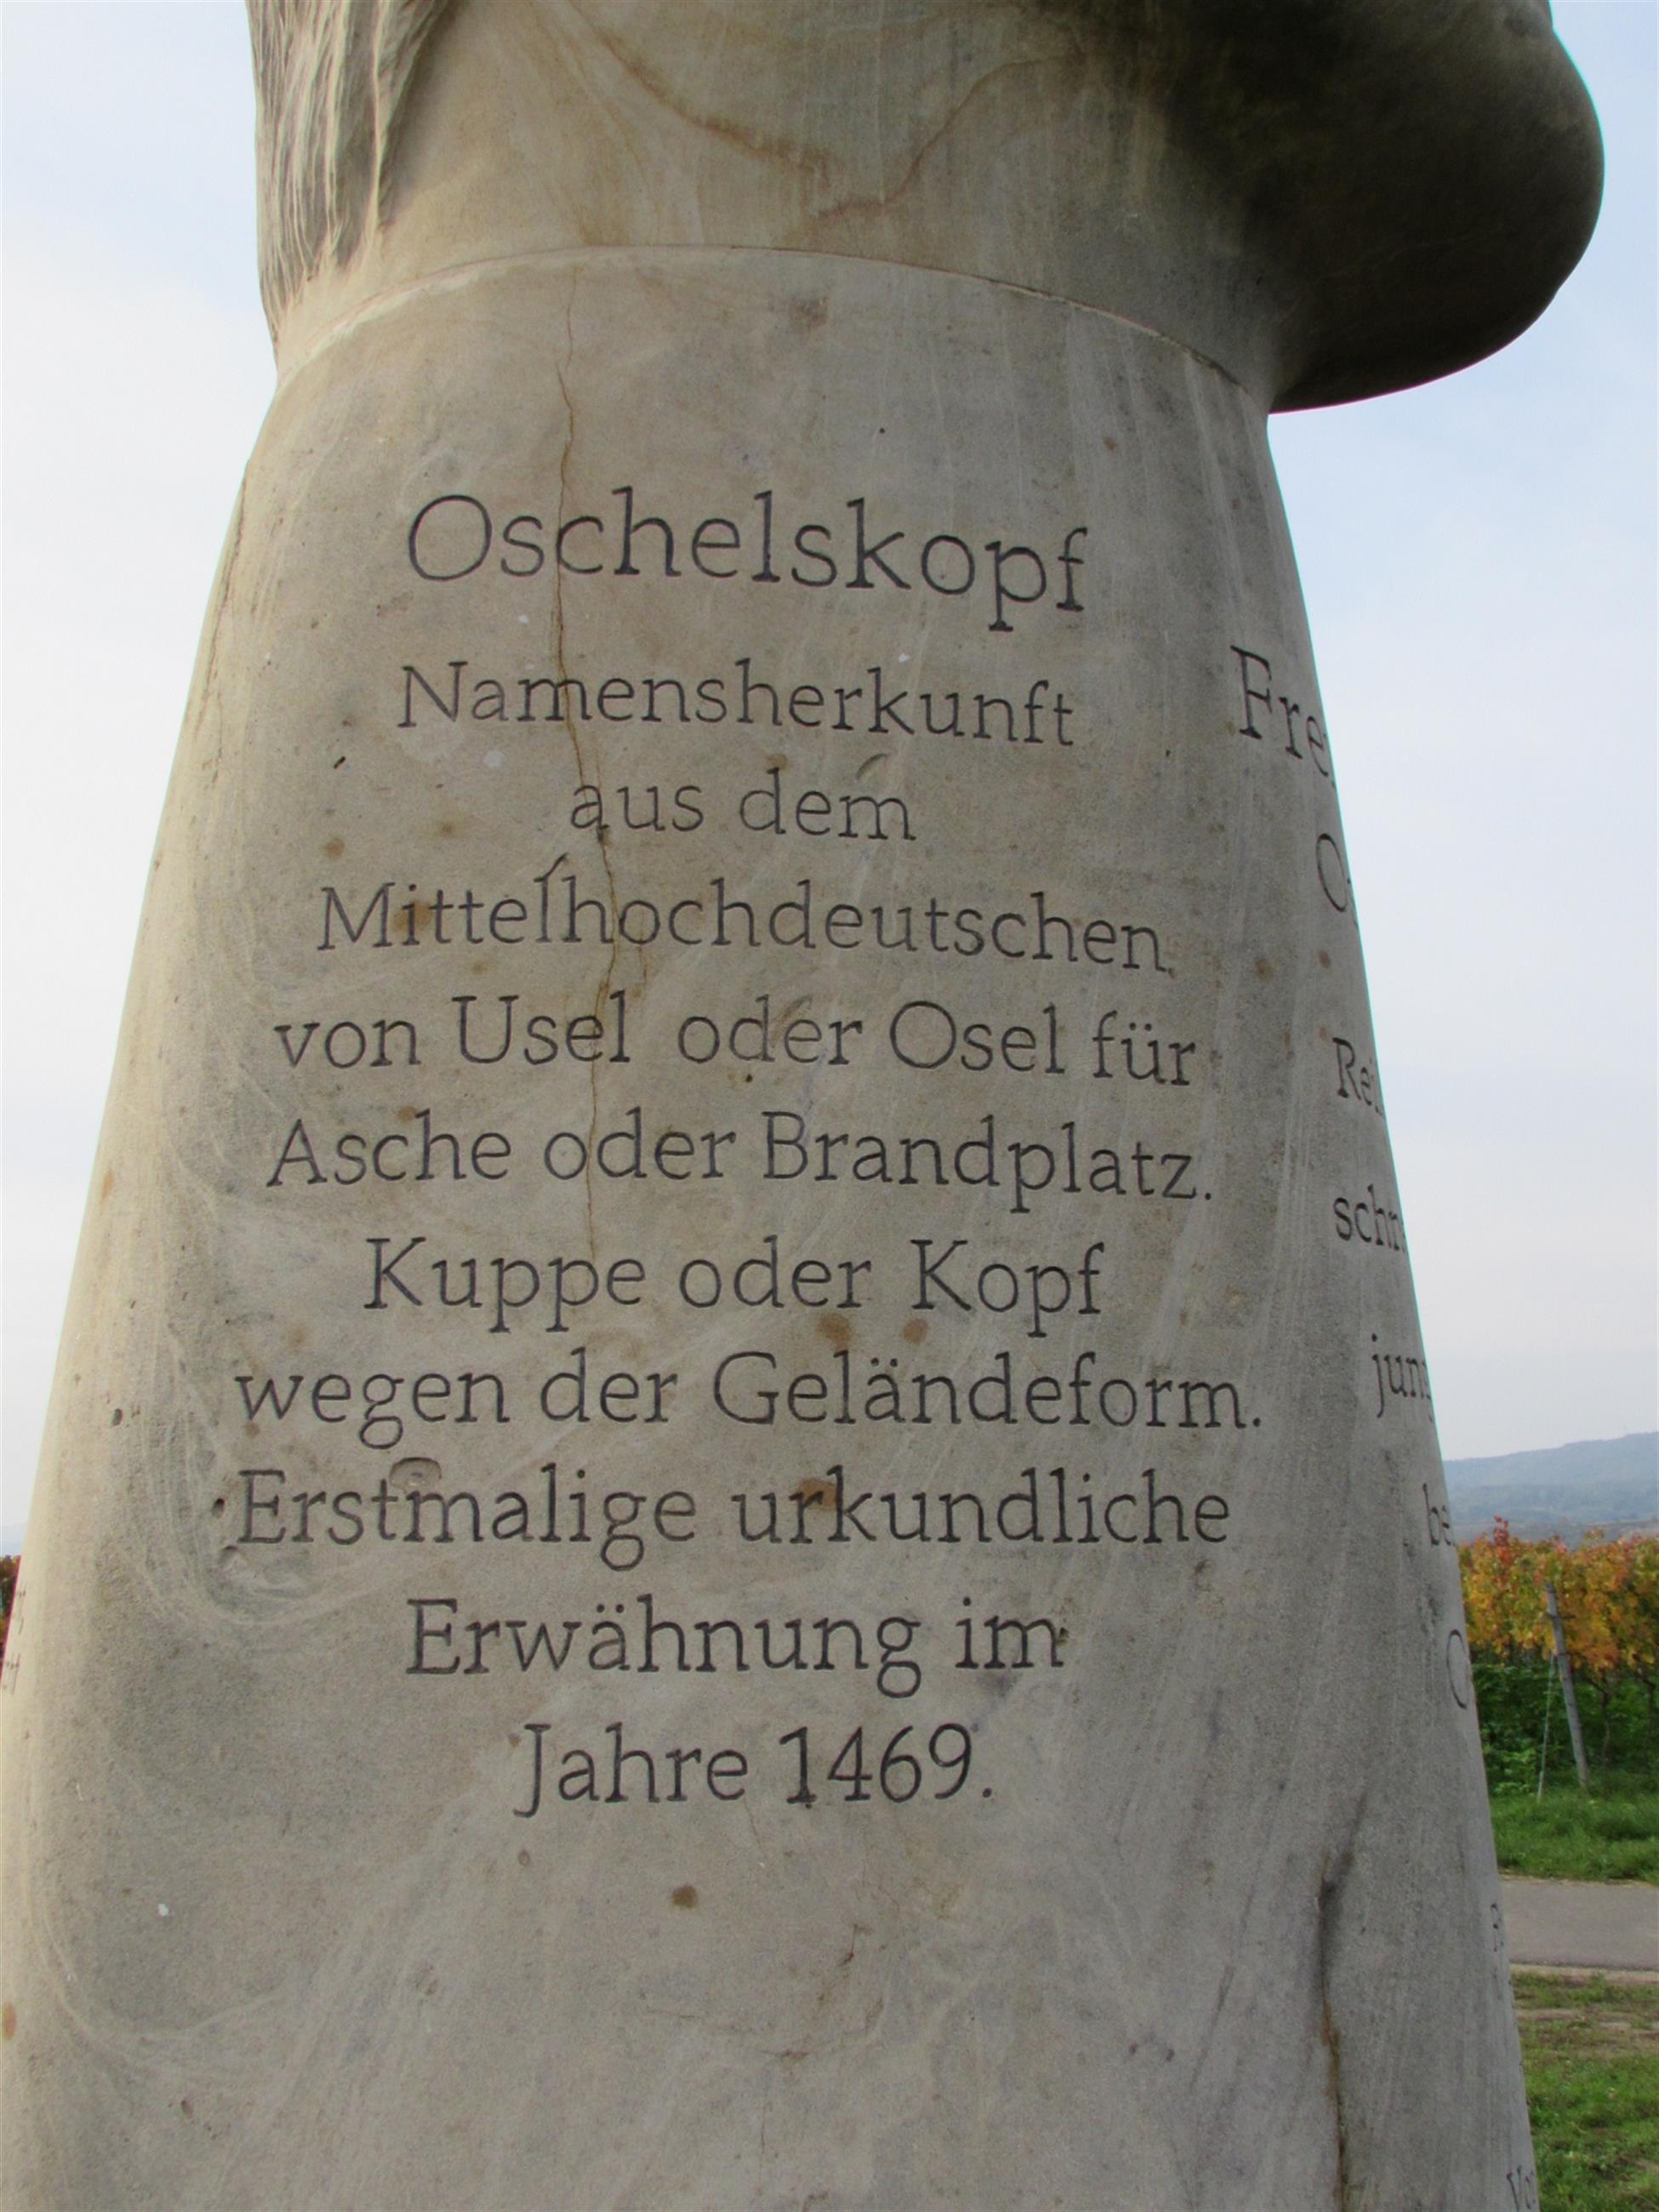 Oschelskopf
Namensherkunft
aus dem
Mittelhochdeutschen
von Usel oder Osel für
Asche oder Brandplatz.
Kuppe oder Kopf
wegen der Geländeform.
Erstmalige urkundliche
Erwähnung im
Jahre 1469.